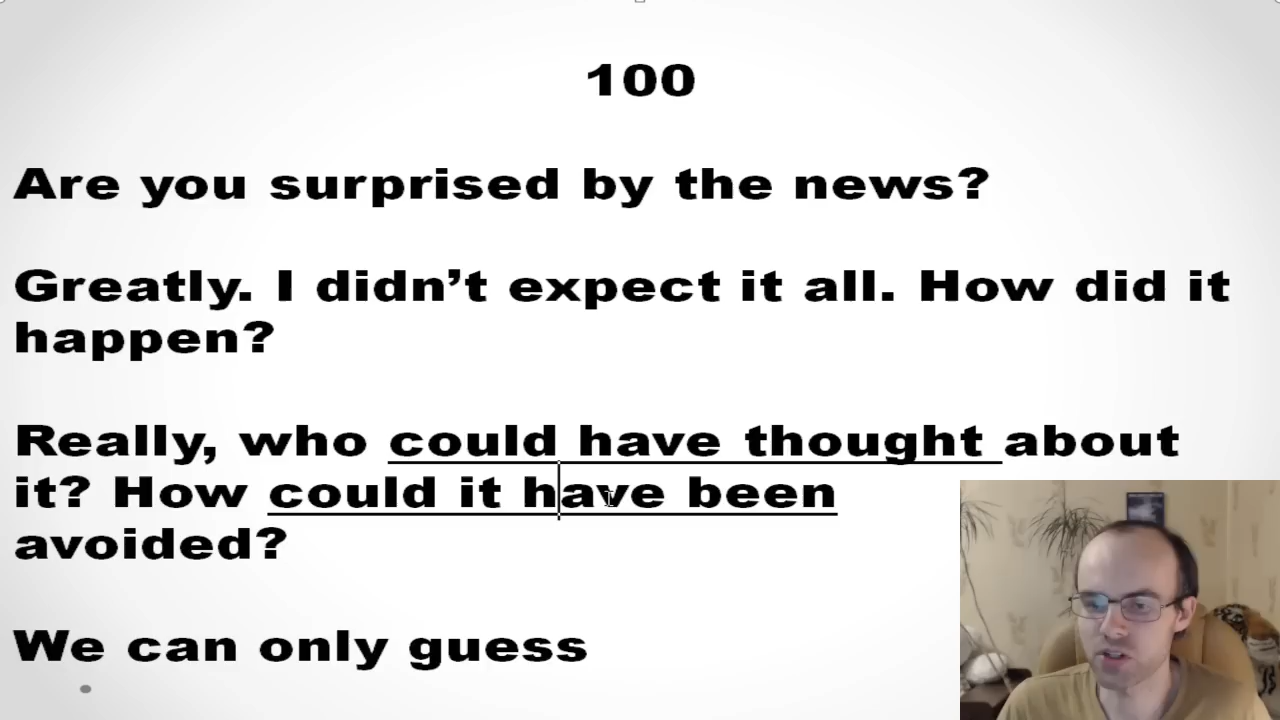 100
Are you surprised by the news?
Greatly. I didn’t expect it all. How did it
happen?
Really, who could have thought about
it? How could it have been
avoided?
We can only guess